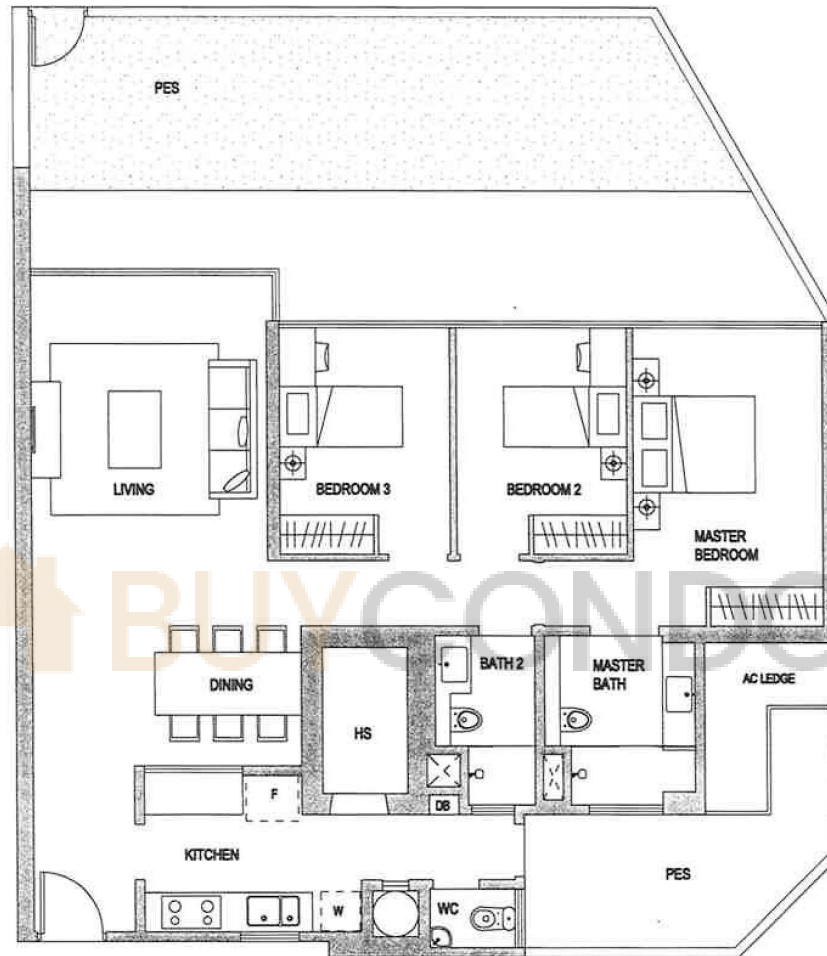 PES
LIVING
BEDROOM 3
BEDROOM 2
MASTER
BEDROOM
BUYCONDO
DINING
HS
BATH 2
MASTER
BATH
AC LEDGE
F
DB
KITCHEN
W
WC
PES